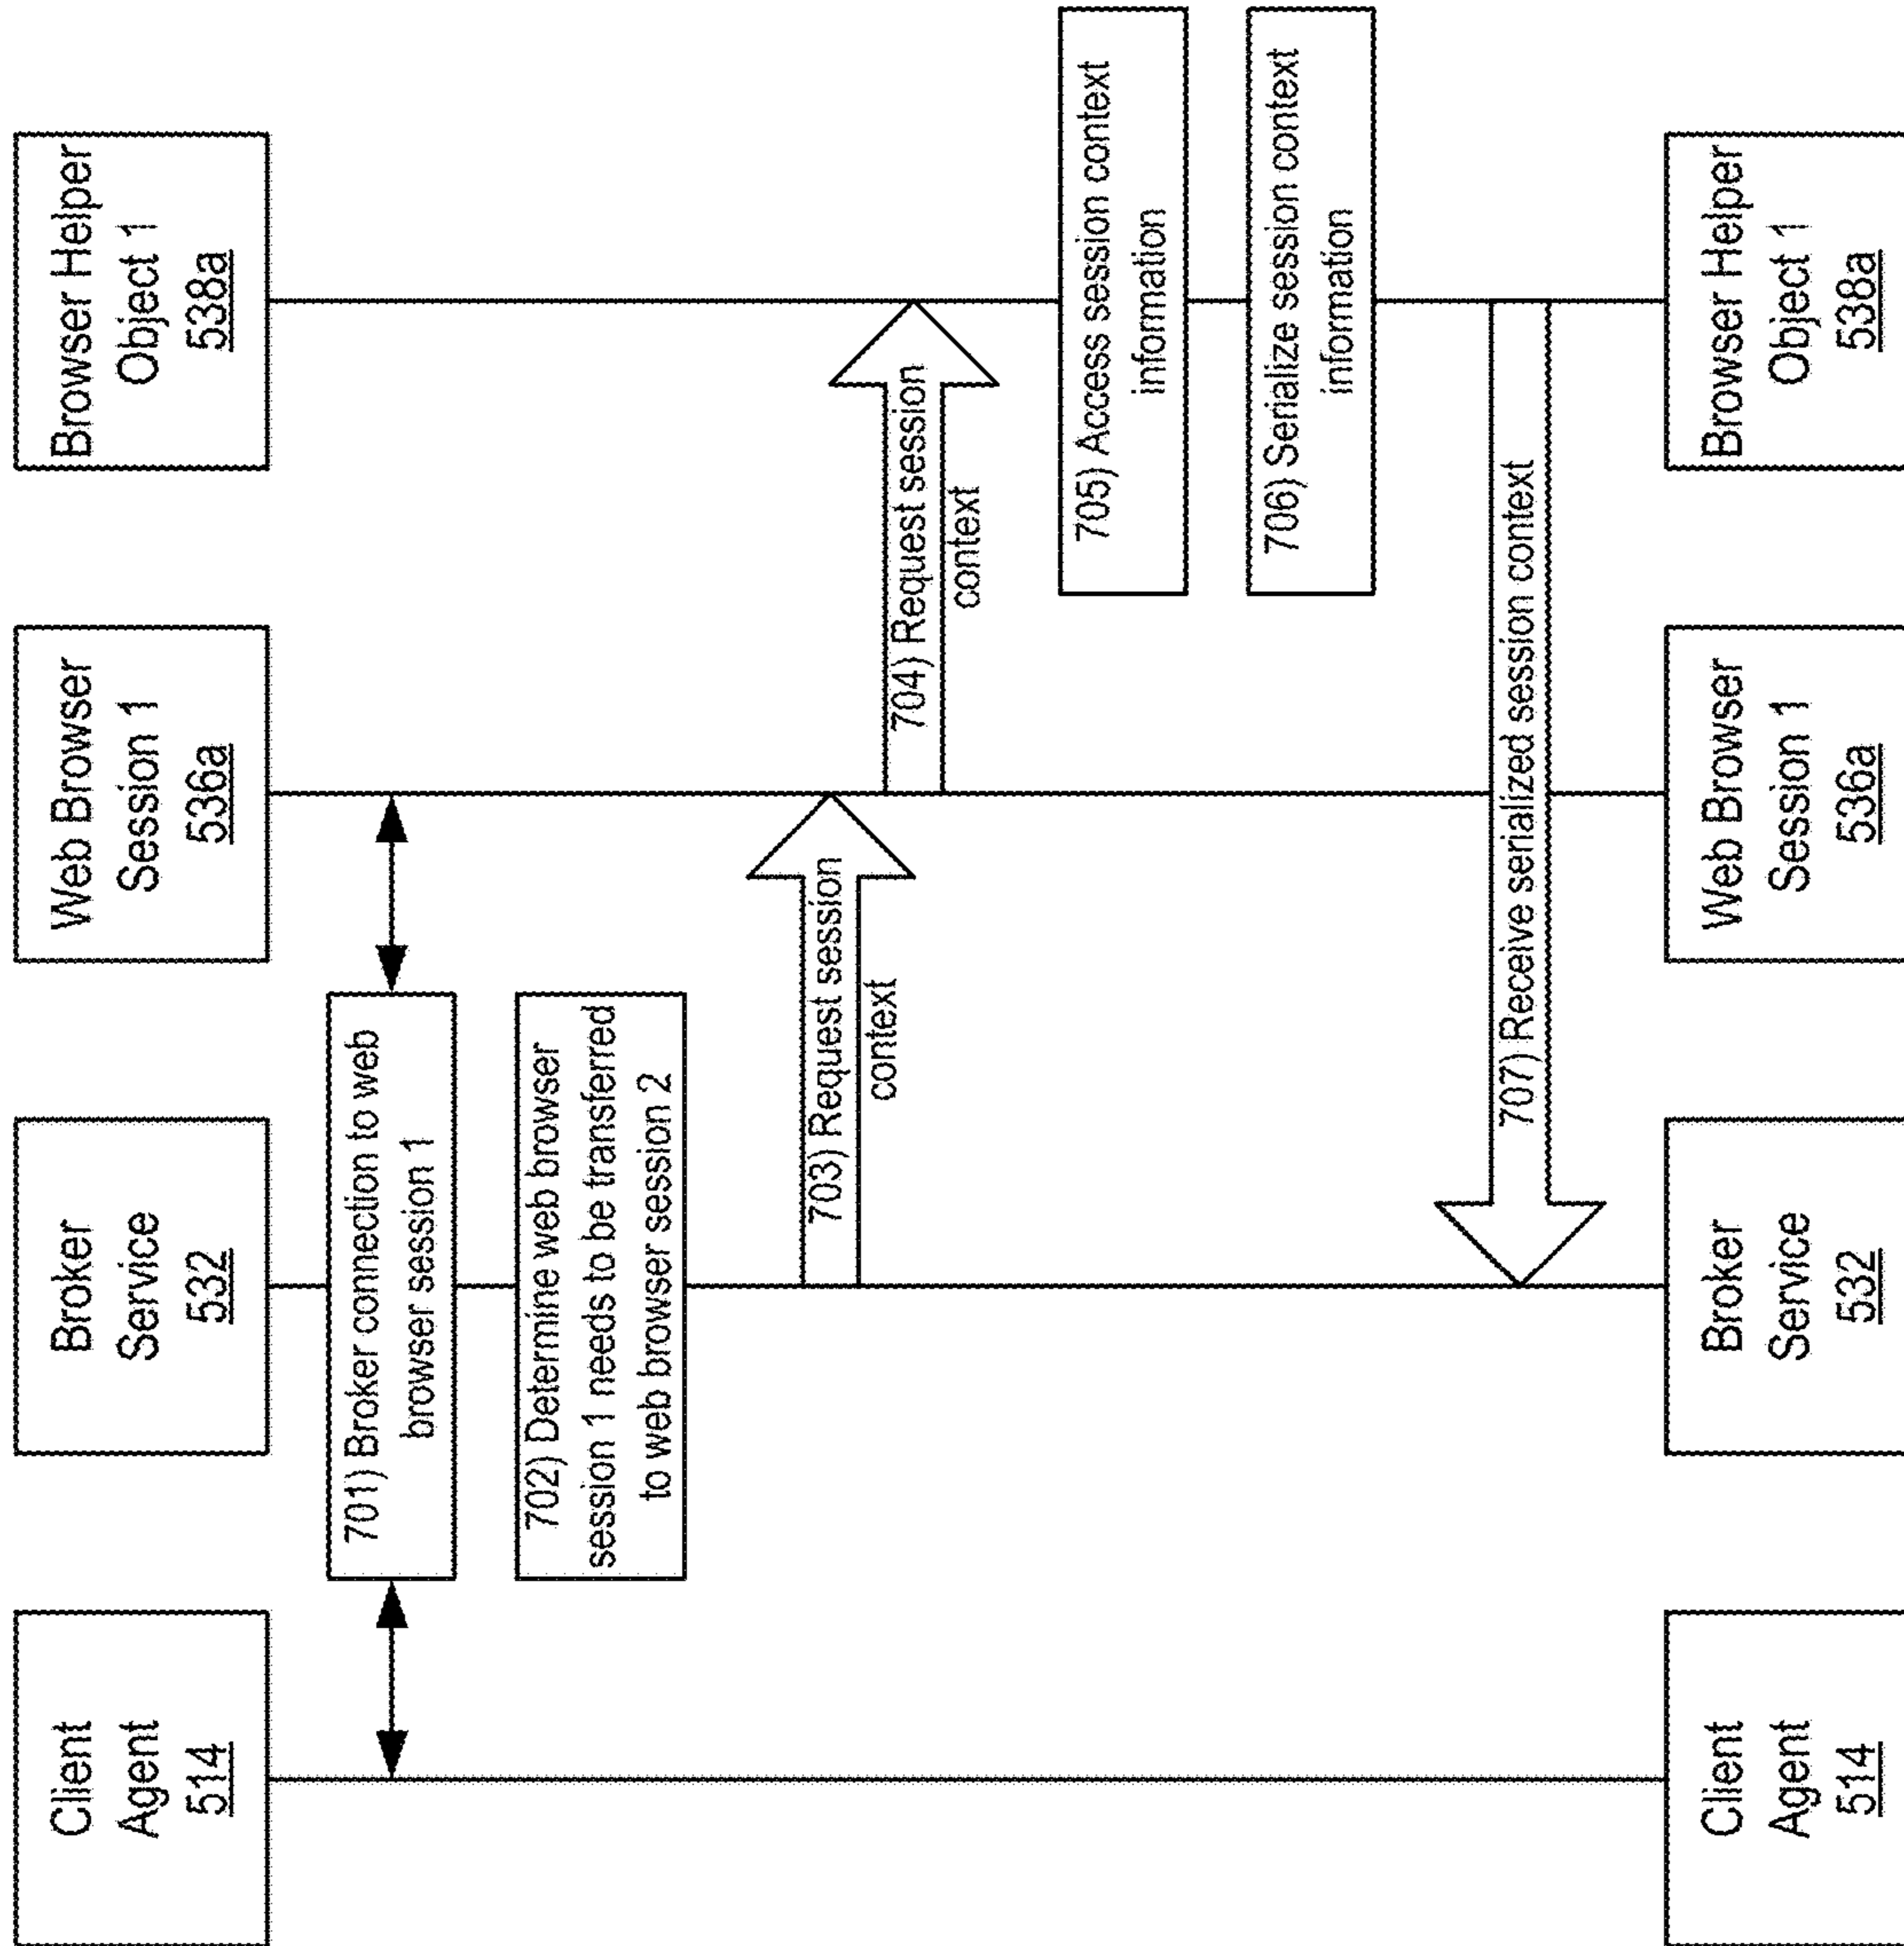 Client
Agent
514
Broker
Service
532
Web Browser
Session 1
536a
Browser Helper
Object 1
538a
701) Broker connection to web
browser session 1
702) Determine web browser
session 1 needs to be transferred
to web browser session 2
703) Request session
context
704) Request session
context
705) Access session context
information
706) Serialize session context
information
707) Receive serialized session context
Client
Agent
514
Broker
Service
532
Web Browser
Session 1
536a
Browser Helper
Object 1
538a